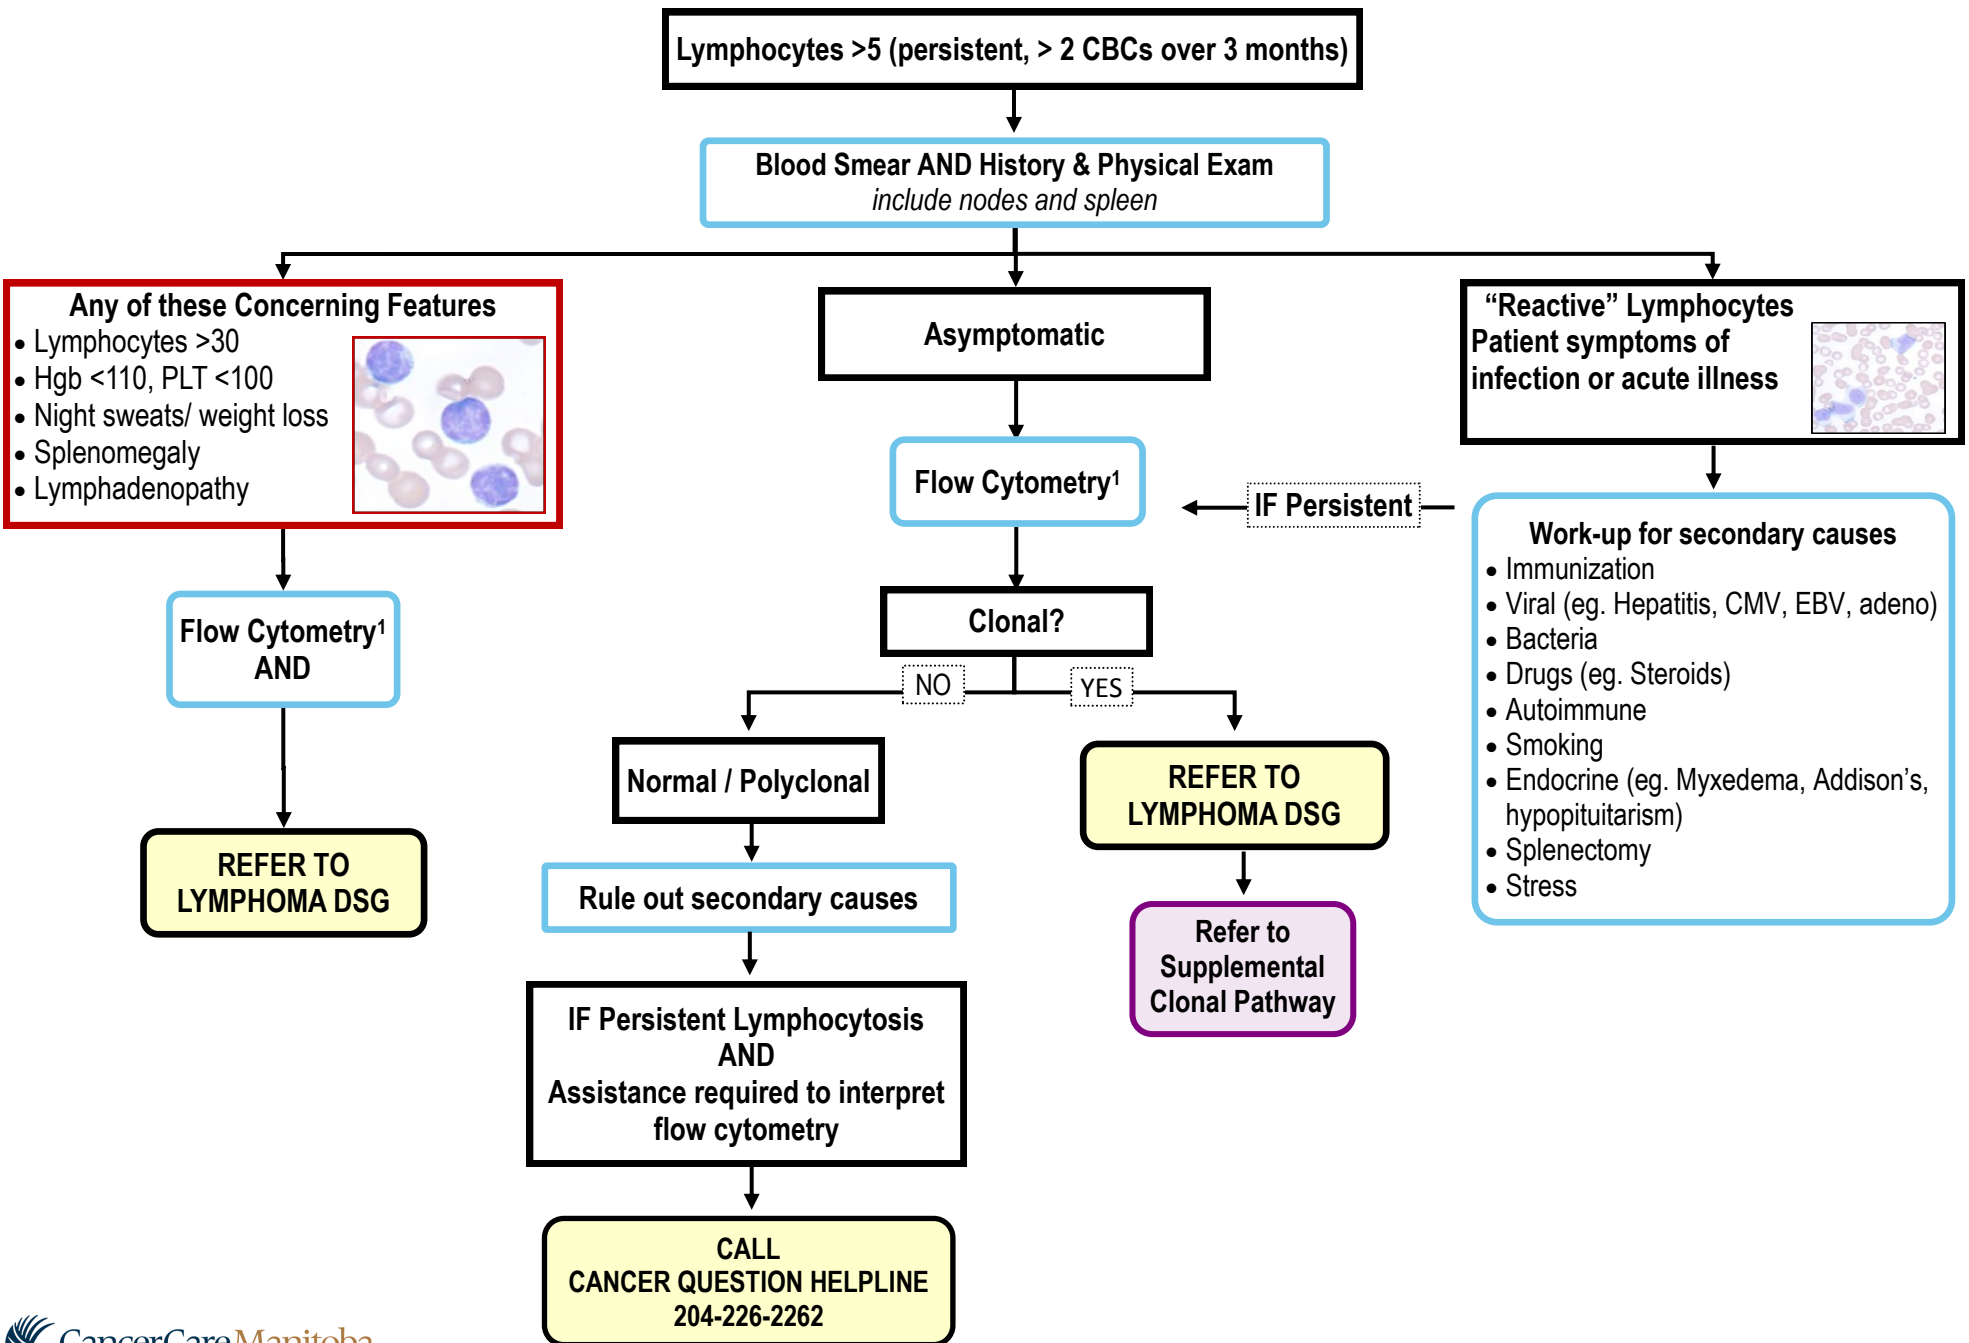 Lymphocytes >5 (persistent, > 2 CBCs over 3 months)
Blood Smear AND History & Physical Exam
include nodes and spleen
Any of these Concerning Features
• Lymphocytes >30
• Hgb <110, PLT <100
• Night sweats/ weight loss
• Splenomegaly
• Lymphadenopathy
Flow Cytometry¹
AND
REFER TO
LYMPHOMA DSG
Asymptomatic
Flow Cytometry¹
Clonal?
NO
YES
Normal / Polyclonal
Rule out secondary causes
IF Persistent Lymphocytosis
AND
Assistance required to interpret
flow cytometry
CALL
CANCER QUESTION HELPLINE
204-226-2262
REFER TO
LYMPHOMA DSG
Refer to
Supplemental
Clonal Pathway
“Reactive” Lymphocytes
Patient symptoms of
infection or acute illness
IF Persistent
Work-up for secondary causes
• Immunization
• Viral (eg. Hepatitis, CMV, EBV, adeno)
• Bacteria
• Drugs (eg. Steroids)
• Autoimmune
• Smoking
• Endocrine (eg. Myxedema, Addison’s,
hypopituitarism)
• Splenectomy
• Stress
CancerCare Manitoba